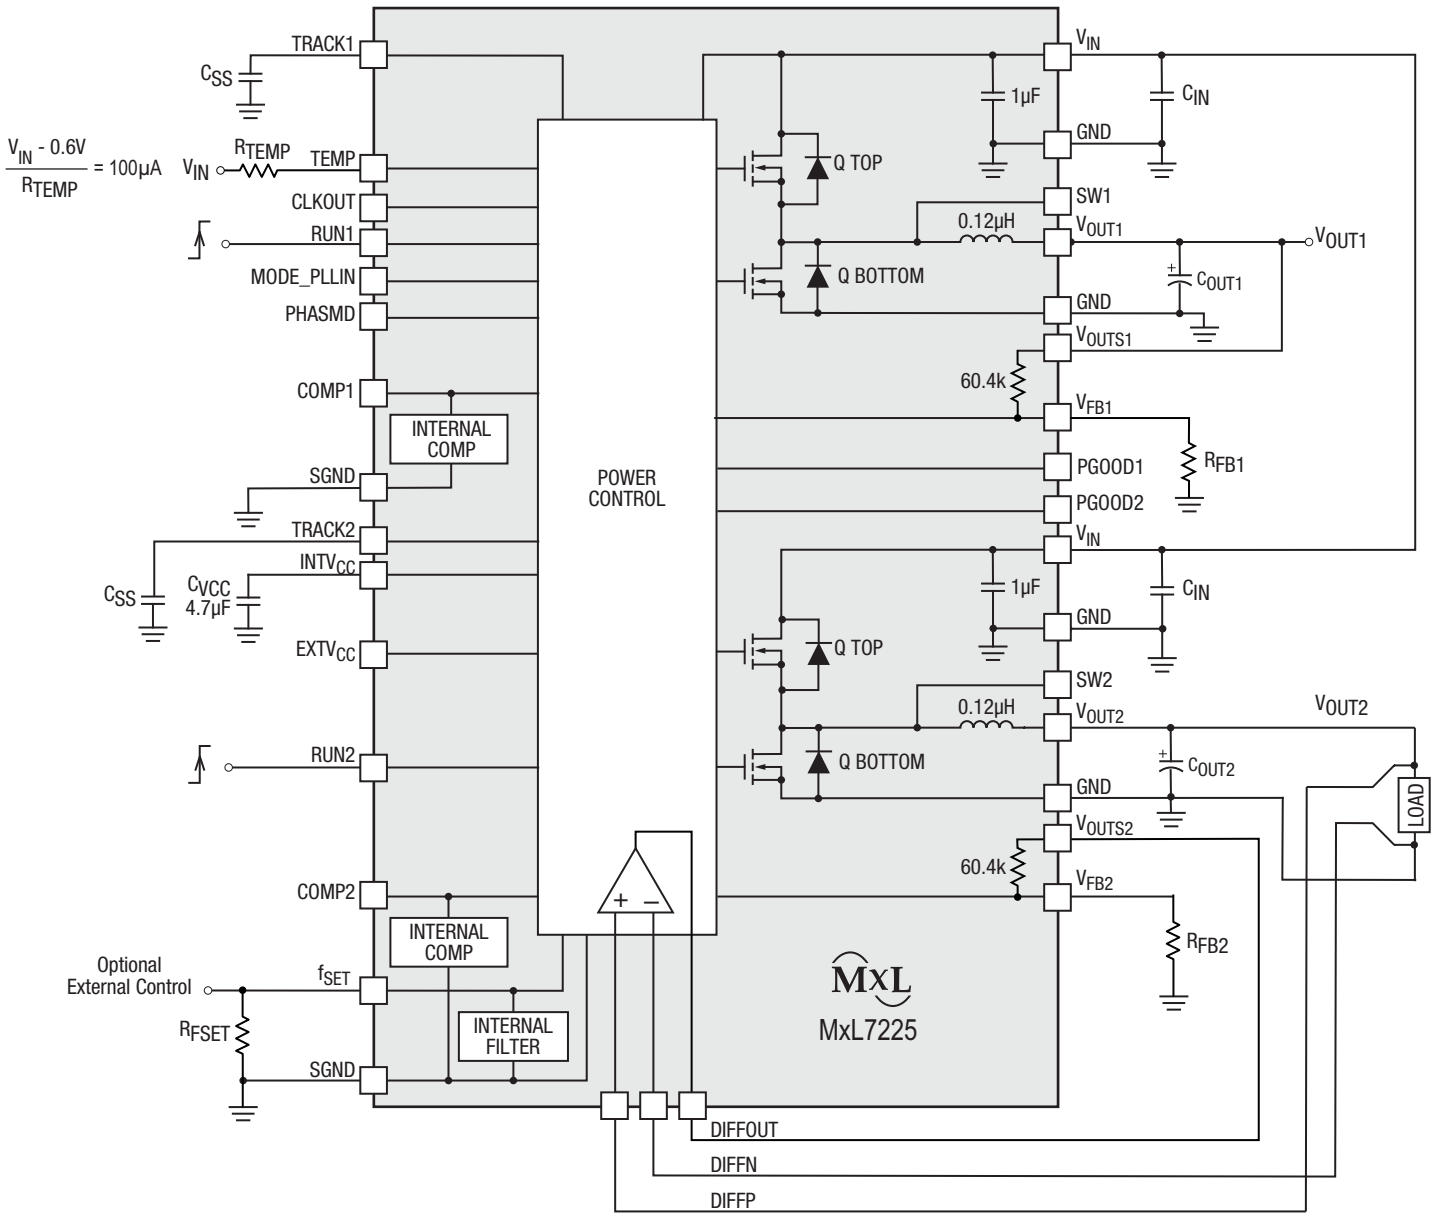 TRACK1
CSS
VIN - 0.6V
RTEMP
= 100µA
VIN
RTEMP
TEMP
CLKOUT
RUN1
MODE_PLLIN
PHASMD
COMP1
INTERNAL
COMP
SGND
TRACK2
INTVCC
CSS
CVCC
4.7µF
EXTVCC
RUN2
COMP2
INTERNAL
COMP
Optional
External Control
fSET
RFSET
INTERNAL
FILTER
SGND
POWER
CONTROL
+
–
VIN
1µF
CIN
GND
Q TOP
SW1
0.12µH
VOUT1
VOUT1
Q BOTTOM
+
COUT1
GND
VOUTS1
60.4k
VFB1
RFB1
PGOOD1
PGOOD2
VIN
1µF
CIN
GND
Q TOP
SW2
0.12µH
VOUT2
VOUT2
Q BOTTOM
+
COUT2
GND
LOAD
VOUTS2
60.4k
VFB2
RFB2
MxL
MxL7225
DIFFOUT
DIFFN
DIFFP